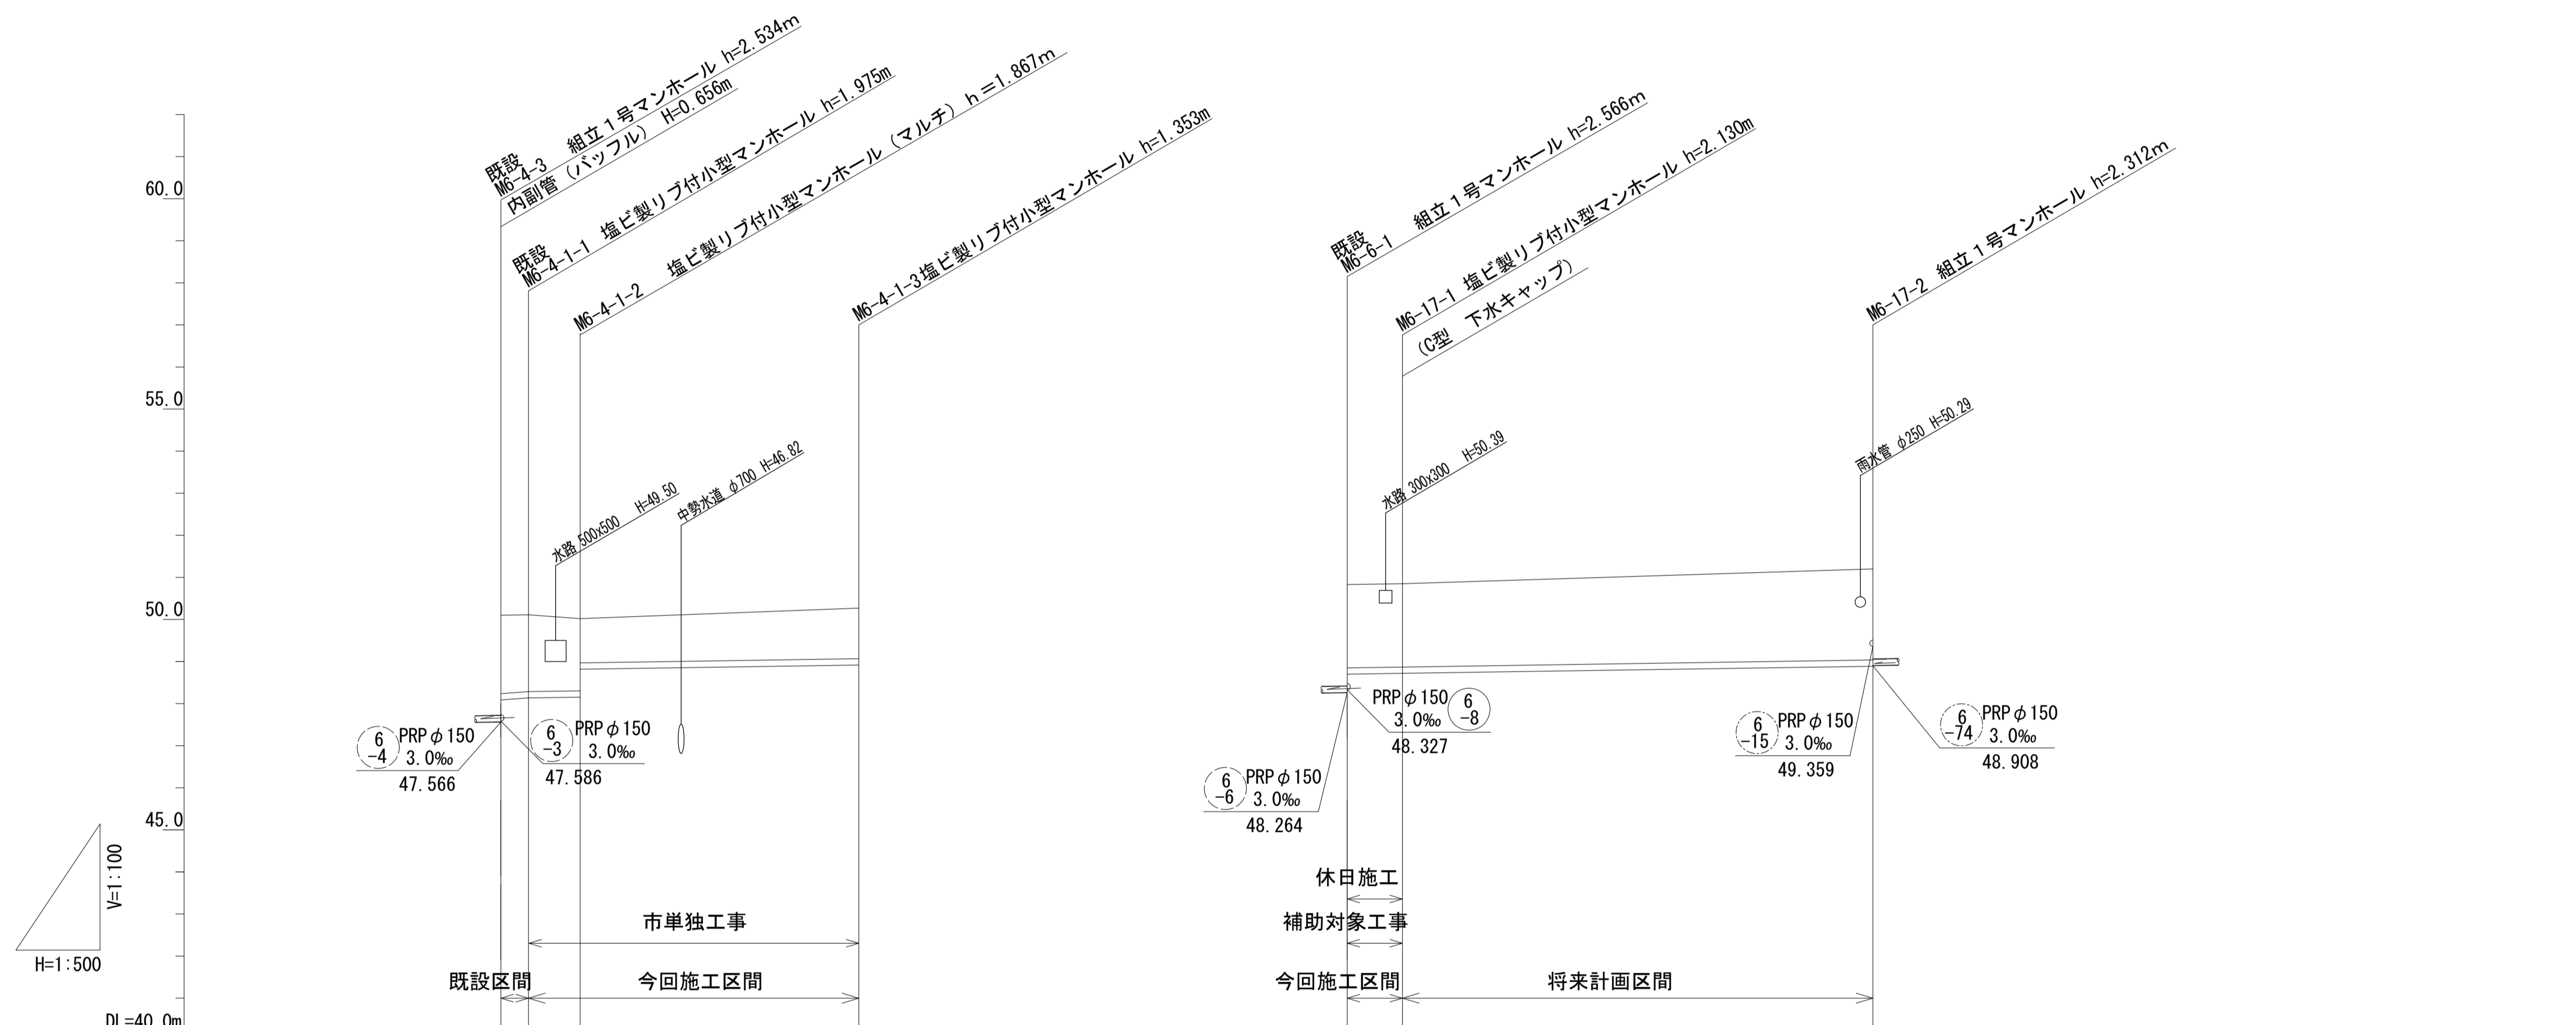 既設
M6-4-3 組立1号マンホール h=2.534m
内副管（バッフル） H=0.656m
既設
M6-4-1-1 塩ビ製リブ付小型マンホール h=1.975m
M6-4-1-2 塩ビ製リブ付小型マンホール（マルチ）h=1.867m
M6-4-1-3塩ビ製リブ付小型マンホール h=1.353m
既設
M6-6-1 組立1号マンホール h=2.566m
M6-17-1 塩ビ製リブ付小型マンホール h=2.130m
（C型 下水キャップ）
M6-17-2 組立1号マンホール h=2.312m
60.0
55.0
50.0
45.0
DL=40.0m
水路 500x500 H=49.50
中勢水道 φ700 H=46.82
水路 300x300 H=50.39
雨水管 φ250 H=50.29
6
-4
PRPφ150
3.0‰
47.566
6
-3
PRPφ150
3.0‰
47.586
6
-6
PRPφ150
3.0‰
48.264
PRPφ150
3.0‰
6
-8
48.327
6
-15
PRPφ150
3.0‰
49.359
6
-74
PRPφ150
3.0‰
48.908
V=1:100
H=1:500
市単独工事
既設区間
今回施工区間
休日施工
補助対象工事
今回施工区間
将来計画区間